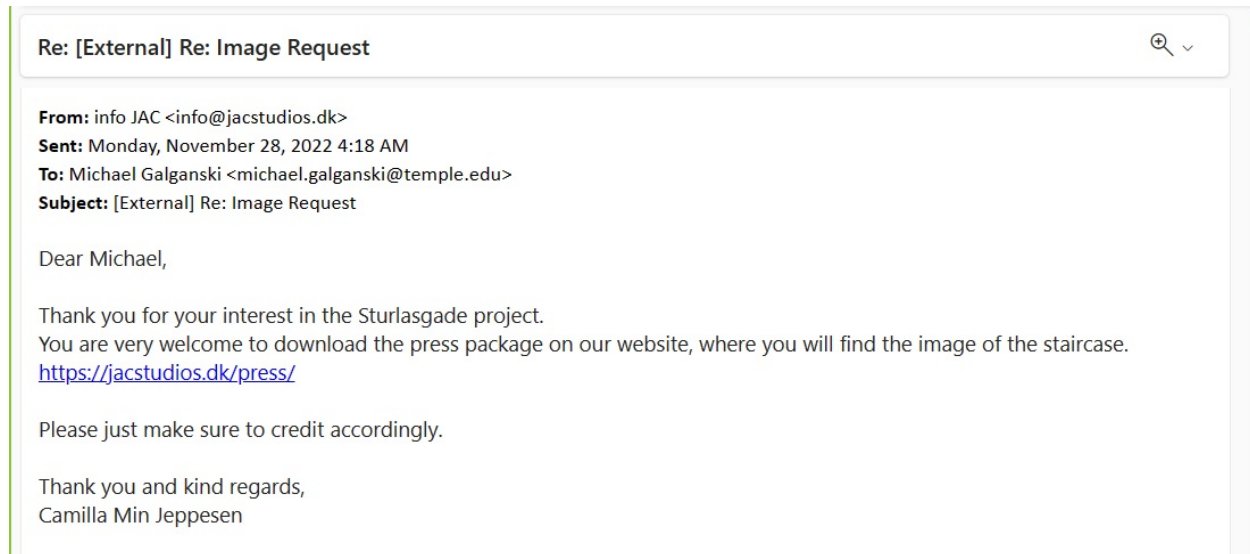 Re: [External] Re: Image Request
From: info JAC <info@jacstudios.dk>
Sent: Monday, November 28, 2022 4:18 AM
To: Michael Galganski <michael.galganski@temple.edu>
Subject: [External] Re: Image Request
Dear Michael,
Thank you for your interest in the Sturlasgade project.
You are very welcome to download the press package on our website, where you will find the image of the staircase.
https://jacstudios.dk/press/
Please just make sure to credit accordingly.
Thank you and kind regards,
Camilla Min Jeppesen